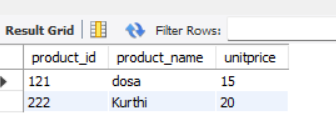 Result Grid Filter Rows:
product_id product_name unitprice
121 dosa 15
222 Kurthi 20